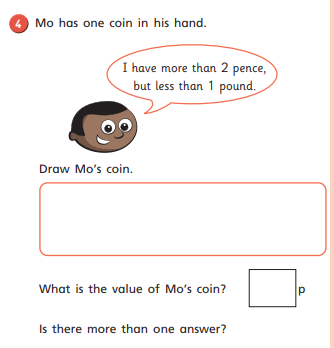 4 Mo has one coin in his hand.
I have more than 2 pence,
but less than 1 pound.
Draw Mo's coin.
What is the value of Mo's coin? p
Is there more than one answer?